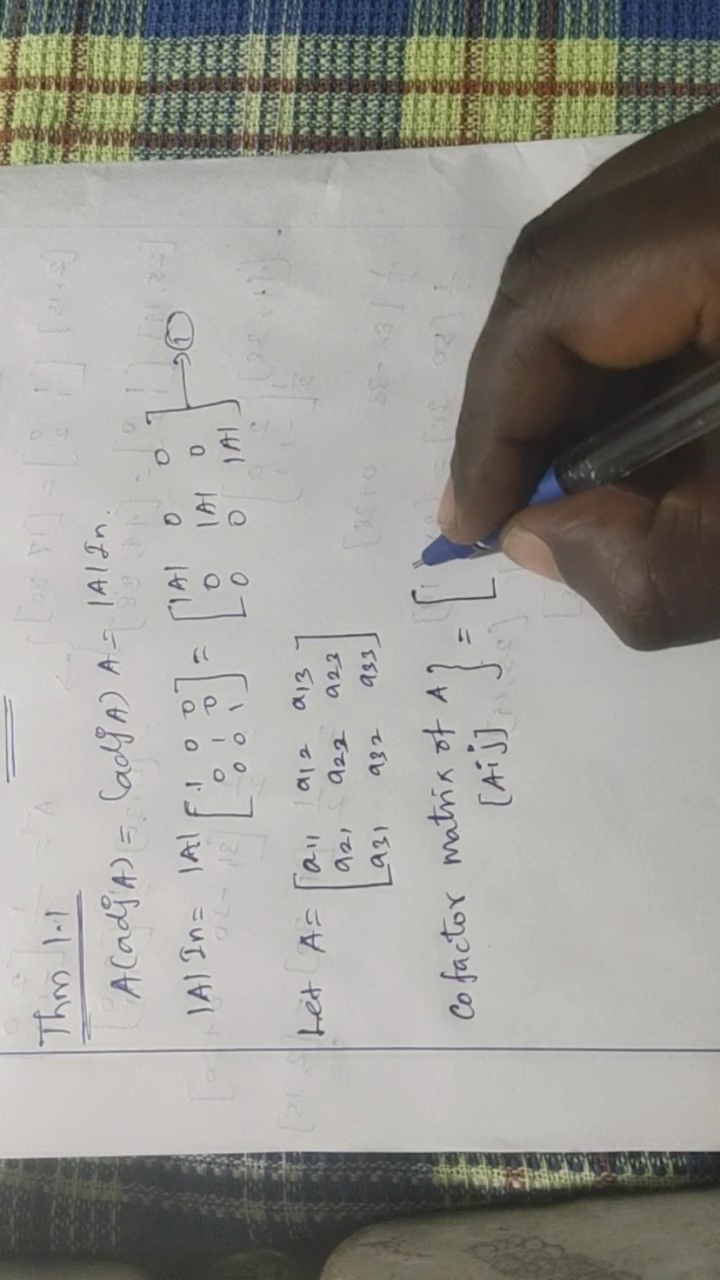 Thm 1.1
A(adj A) = (adj A) A = |A| In.
|A| In = |A| [1 0 0 0 1 0 0 0 1] = [|A| 0 0 0 |A| 0 0 0 |A|] → ①
Let A = [a11 a12 a13
a21 a22 a23
a31 a32 a33]
Cofactor matrix of A } = [
[Aij]